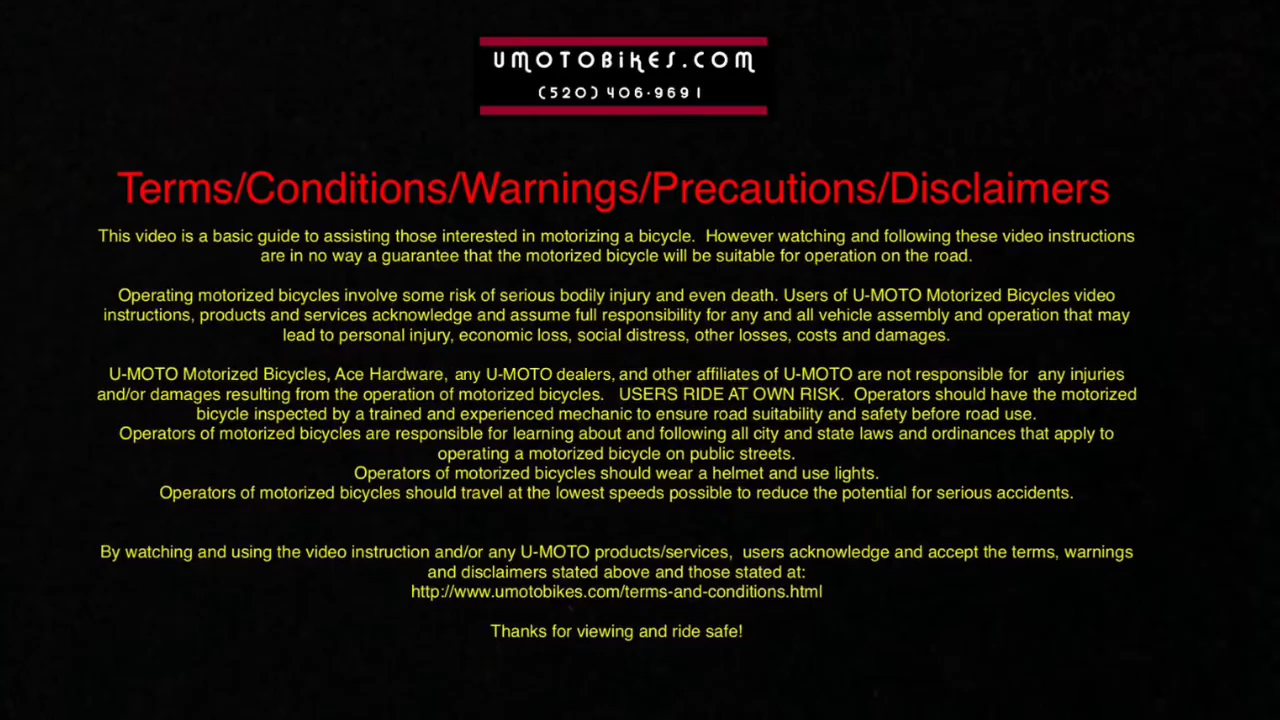 UMOTOBIKES.COM
(520) 406-9691
Terms/Conditions/Warnings/Precautions/Disclaimers
This video is a basic guide to assisting those interested in motorizing a bicycle.  However watching and following these video instructions
are in no way a guarantee that the motorized bicycle will be suitable for operation on the road.
Operating motorized bicycles involve some risk of serious bodily injury and even death. Users of U-MOTO Motorized Bicycles video
instructions, products and services acknowledge and assume full responsibility for any and all vehicle assembly and operation that may
lead to personal injury, economic loss, social distress, other losses, costs and damages.
U-MOTO Motorized Bicycles, Ace Hardware, any U-MOTO dealers, and other affiliates of U-MOTO are not responsible for  any injuries
and/or damages resulting from the operation of motorized bicycles.   USERS RIDE AT OWN RISK.  Operators should have the motorized
bicycle inspected by a trained and experienced mechanic to ensure road suitability and safety before road use.
Operators of motorized bicycles are responsible for learning about and following all city and state laws and ordinances that apply to
operating a motorized bicycle on public streets.
Operators of motorized bicycles should wear a helmet and use lights.
Operators of motorized bicycles should travel at the lowest speeds possible to reduce the potential for serious accidents.
By watching and using the video instruction and/or any U-MOTO products/services,  users acknowledge and accept the terms, warnings
and disclaimers stated above and those stated at:
http://www.umotobikes.com/terms-and-conditions.html
Thanks for viewing and ride safe!